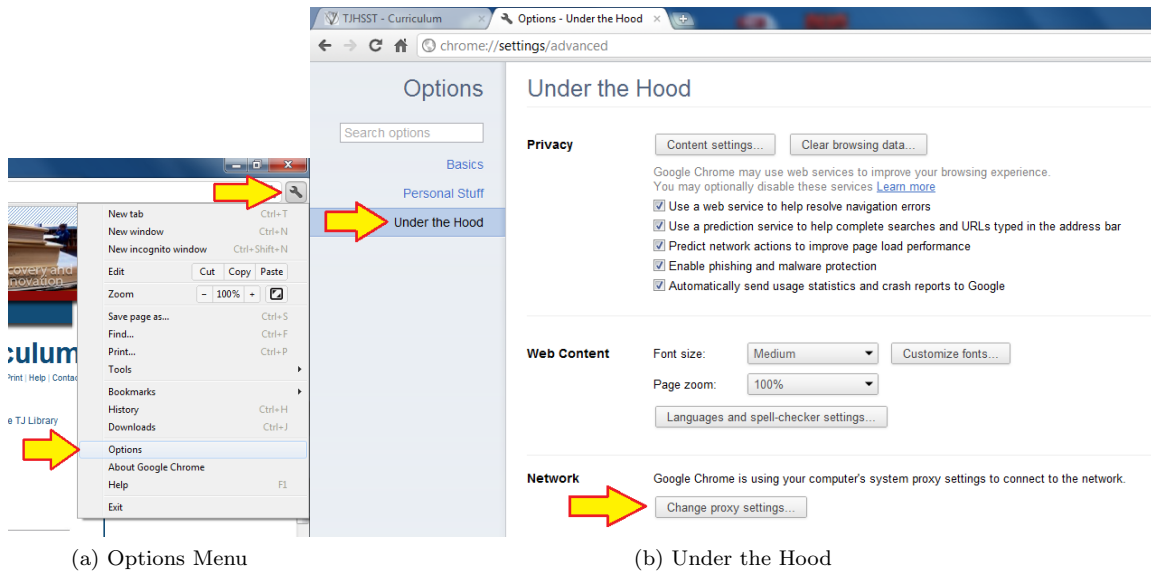 TJHSST - Curriculum
Options - Under the Hood
chrome://settings/advanced
Options
Search options
Basics
Personal Stuff
Under the Hood
Under the Hood
Privacy
Content settings...
Clear browsing data...
Google Chrome may use web services to improve your browsing experience.
You may optionally disable these services Learn more
Use a web service to help resolve navigation errors
Use a prediction service to help complete searches and URLs typed in the address bar
Predict network actions to improve page load performance
Enable phishing and malware protection
Automatically send usage statistics and crash reports to Google
Web Content
Font size: Medium Customize fonts...
Page zoom: 100%
Languages and spell-checker settings...
Network
Google Chrome is using your computer's system proxy settings to connect to the network.
Change proxy settings...
New tab Ctrl+T
New window Ctrl+N
New incognito window Ctrl+Shift+N
Edit Cut Copy Paste
Zoom - 100% +
Save page as... Ctrl+S
Find... Ctrl+F
Print... Ctrl+P
Tools
Bookmarks
History Ctrl+H
Downloads Ctrl+J
Options
About Google Chrome
Help F1
Exit
covery and
novation
culum
Print | Help | Contac
e TJ Library
(a) Options Menu
(b) Under the Hood